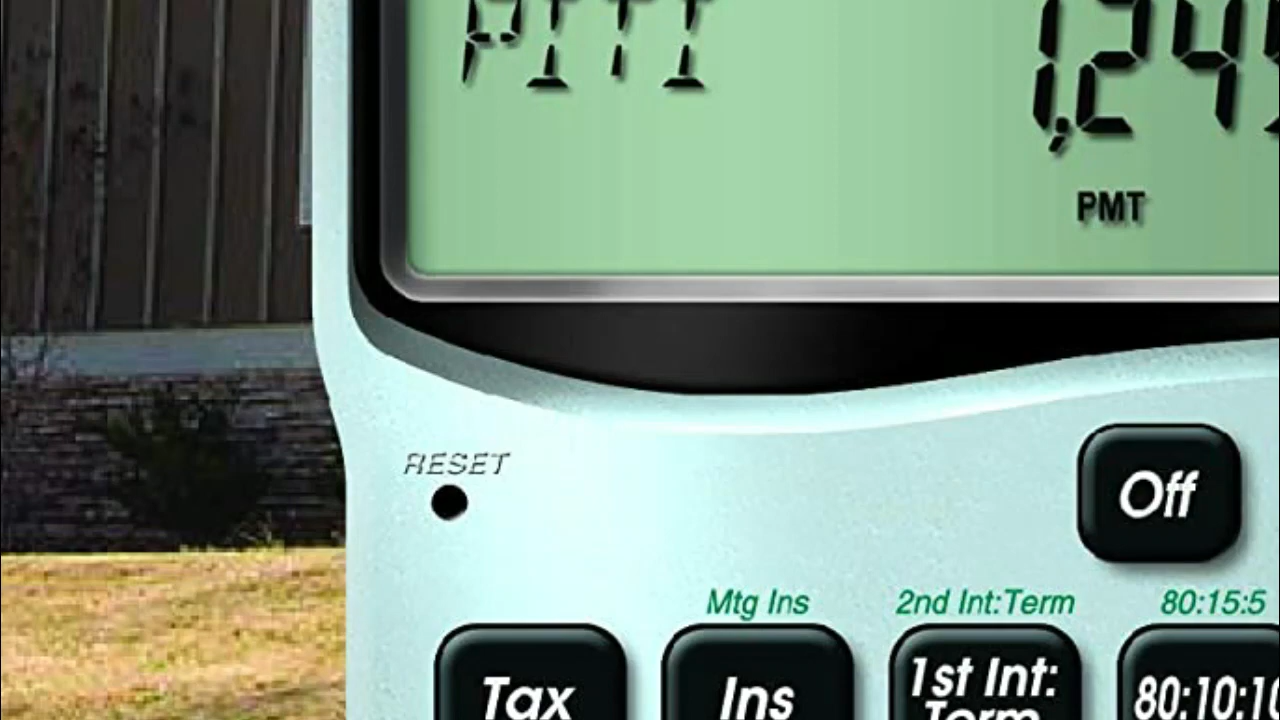 PITI 1,24
PMT
RESET
Off
Mtg Ins 2nd Int:Term 80:15:5
Tax Ins 1st Int: Term 80:10:10